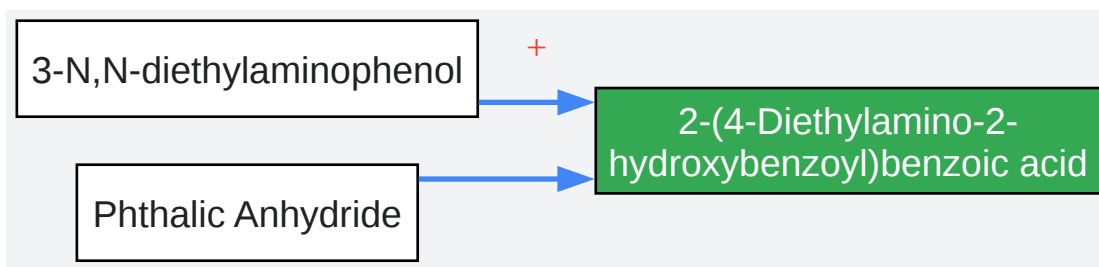 3-N,N-diethylaminophenol
+
2-(4-Diethylamino-2-
hydroxybenzoyl)benzoic acid
Phthalic Anhydride